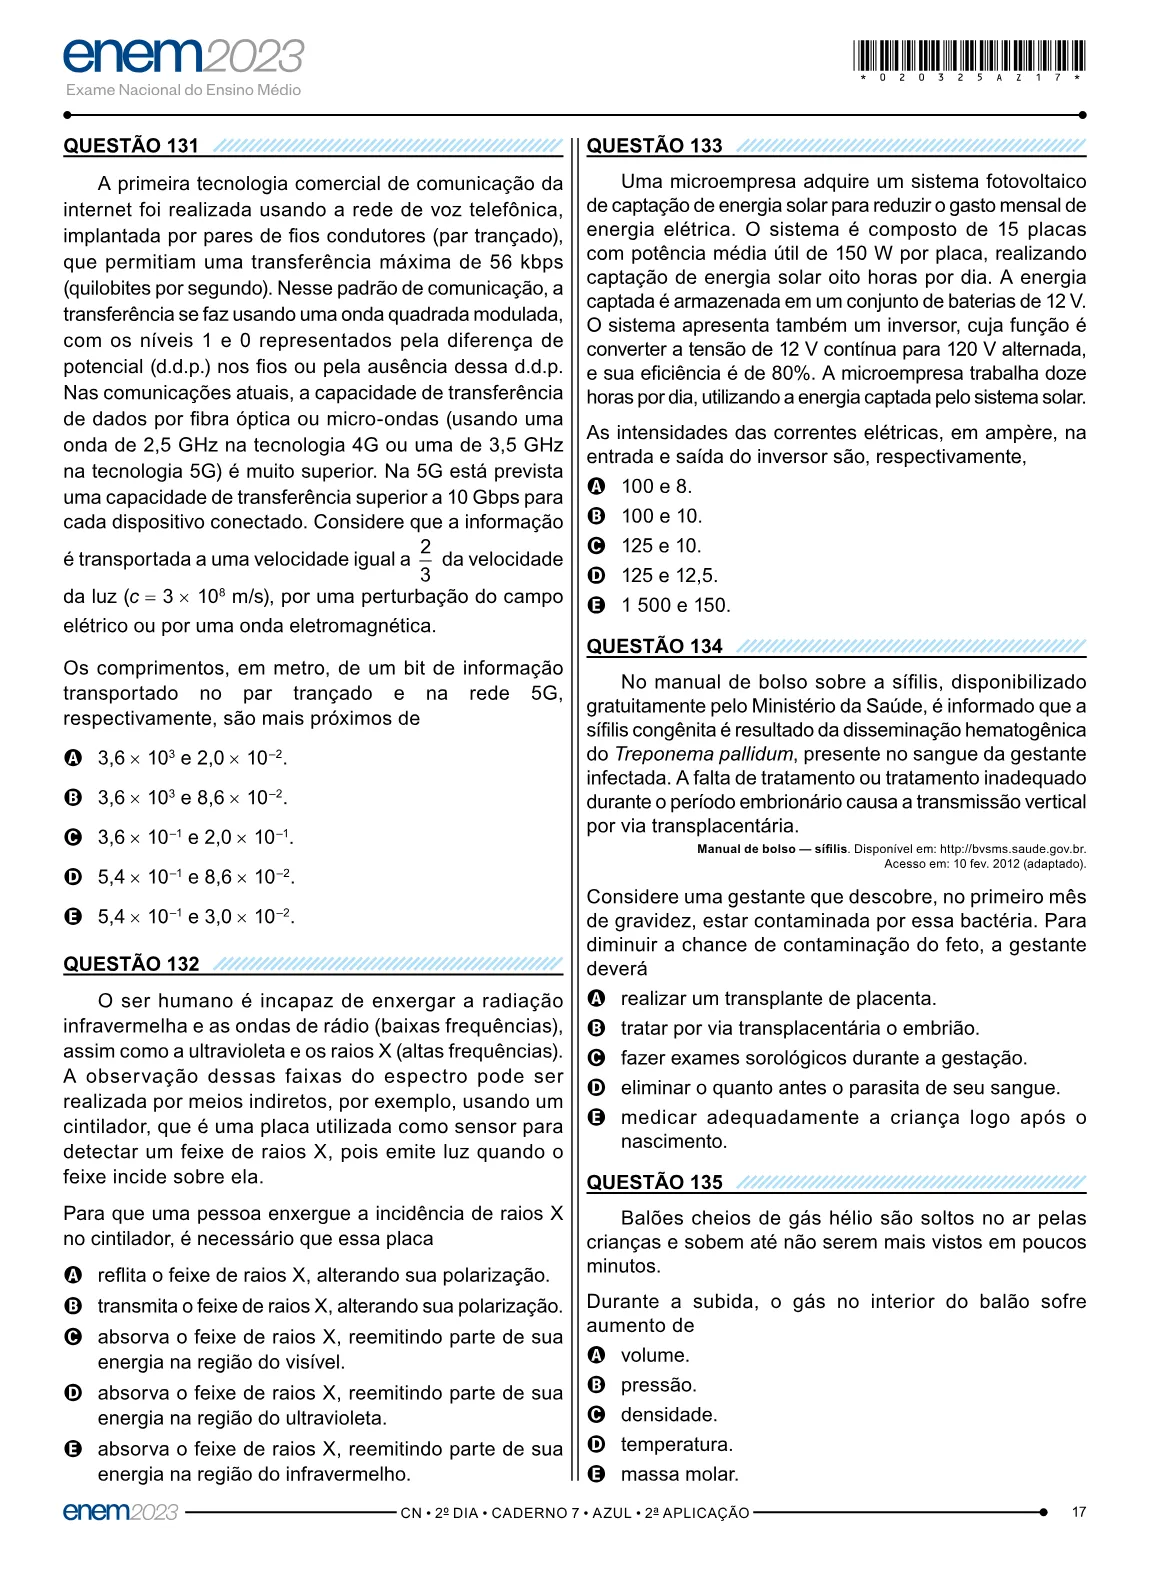 enem2023
Exame Nacional do Ensino Médio
*020325AZ17*
QUESTÃO 131
A primeira tecnologia comercial de comunicação da
internet foi realizada usando a rede de voz telefônica,
implantada por pares de fios condutores (par trançado),
que permitiam uma transferência máxima de 56 kbps
(quilobites por segundo). Nesse padrão de comunicação, a
transferência se faz usando uma onda quadrada modulada,
com os níveis 1 e 0 representados pela diferença de
potencial (d.d.p.) nos fios ou pela ausência dessa d.d.p.
Nas comunicações atuais, a capacidade de transferência
de dados por fibra óptica ou micro-ondas (usando uma
onda de 2,5 GHz na tecnologia 4G ou uma de 3,5 GHz
na tecnologia 5G) é muito superior. Na 5G está prevista
uma capacidade de transferência superior a 10 Gbps para
cada dispositivo conectado. Considere que a informação
é transportada a uma velocidade igual a 2/3 da velocidade
da luz (c = 3 × 10⁸ m/s), por uma perturbação do campo
elétrico ou por uma onda eletromagnética.
Os comprimentos, em metro, de um bit de informação
transportado no par trançado e na rede 5G,
respectivamente, são mais próximos de
A 3,6 × 10³ e 2,0 × 10⁻².
B 3,6 × 10³ e 8,6 × 10⁻².
C 3,6 × 10⁻¹ e 2,0 × 10⁻¹.
D 5,4 × 10⁻¹ e 8,6 × 10⁻².
E 5,4 × 10⁻¹ e 3,0 × 10⁻².
QUESTÃO 132
O ser humano é incapaz de enxergar a radiação
infravermelha e as ondas de rádio (baixas frequências),
assim como a ultravioleta e os raios X (altas frequências).
A observação dessas faixas do espectro pode ser
realizada por meios indiretos, por exemplo, usando um
cintilador, que é uma placa utilizada como sensor para
detectar um feixe de raios X, pois emite luz quando o
feixe incide sobre ela.
Para que uma pessoa enxergue a incidência de raios X
no cintilador, é necessário que essa placa
A reflita o feixe de raios X, alterando sua polarização.
B transmita o feixe de raios X, alterando sua polarização.
C absorva o feixe de raios X, reemitindo parte de sua
energia na região do visível.
D absorva o feixe de raios X, reemitindo parte de sua
energia na região do ultravioleta.
E absorva o feixe de raios X, reemitindo parte de sua
energia na região do infravermelho.
QUESTÃO 133
Uma microempresa adquire um sistema fotovoltaico
de captação de energia solar para reduzir o gasto mensal de
energia elétrica. O sistema é composto de 15 placas
com potência média útil de 150 W por placa, realizando
captação de energia solar oito horas por dia. A energia
captada é armazenada em um conjunto de baterias de 12 V.
O sistema apresenta também um inversor, cuja função é
converter a tensão de 12 V contínua para 120 V alternada,
e sua eficiência é de 80%. A microempresa trabalha doze
horas por dia, utilizando a energia captada pelo sistema solar.
As intensidades das correntes elétricas, em ampère, na
entrada e saída do inversor são, respectivamente,
A 100 e 8.
B 100 e 10.
C 125 e 10.
D 125 e 12,5.
E 1 500 e 150.
QUESTÃO 134
No manual de bolso sobre a sífilis, disponibilizado
gratuitamente pelo Ministério da Saúde, é informado que a
sífilis congênita é resultado da disseminação hematogênica
do Treponema pallidum, presente no sangue da gestante
infectada. A falta de tratamento ou tratamento inadequado
durante o período embrionário causa a transmissão vertical
por via transplacentária.
Manual de bolso — sífilis. Disponível em: http://bvsms.saude.gov.br.
Acesso em: 10 fev. 2012 (adaptado).
Considere uma gestante que descobre, no primeiro mês
de gravidez, estar contaminada por essa bactéria. Para
diminuir a chance de contaminação do feto, a gestante
deverá
A realizar um transplante de placenta.
B tratar por via transplacentária o embrião.
C fazer exames sorológicos durante a gestação.
D eliminar o quanto antes o parasita de seu sangue.
E medicar adequadamente a criança logo após o
nascimento.
QUESTÃO 135
Balões cheios de gás hélio são soltos no ar pelas
crianças e sobem até não serem mais vistos em poucos
minutos.
Durante a subida, o gás no interior do balão sofre
aumento de
A volume.
B pressão.
C densidade.
D temperatura.
E massa molar.
enem2023
CN • 2º DIA • CADERNO 7 • AZUL • 2ª APLICAÇÃO
17